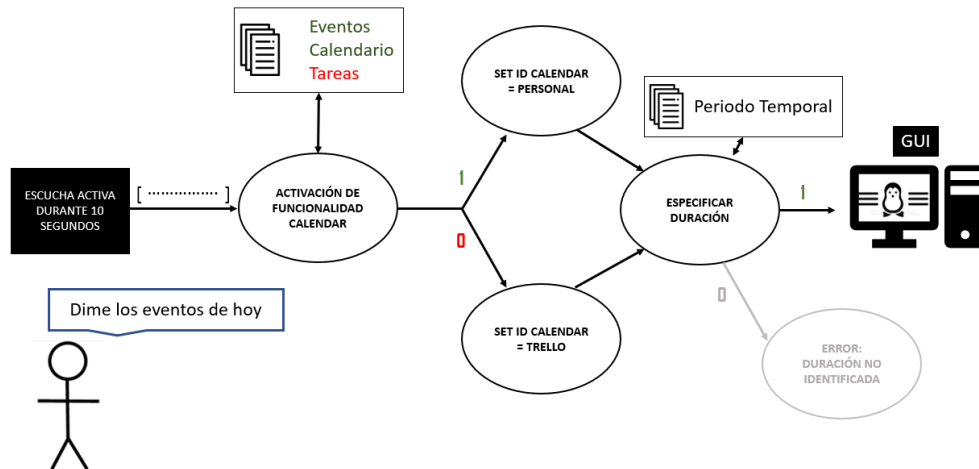 Eventos
Calendario
Tareas
SET ID CALENDAR
= PERSONAL
Periodo Temporal
GUI
ESCUCHA ACTIVA
DURANTE 10
SEGUNDOS
[ ............... ]
ACTIVACIÓN DE
FUNCIONALIDAD
CALENDAR
1
0
ESPECIFICAR
DURACIÓN
1
0
Dime los eventos de hoy
SET ID CALENDAR
= TRELLO
ERROR:
DURACIÓN NO
IDENTIFICADA